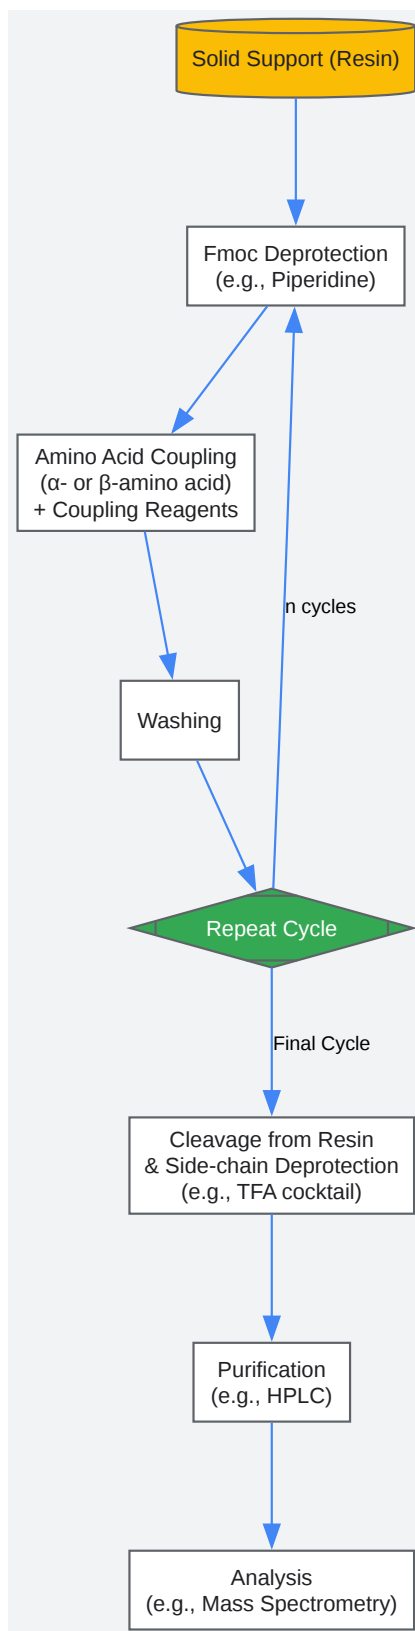 Solid Support (Resin)
Fmoc Deprotection
(e.g., Piperidine)
Amino Acid Coupling
(α- or β-amino acid)
+ Coupling Reagents
n cycles
Washing
Repeat Cycle
Final Cycle
Cleavage from Resin
& Side-chain Deprotection
(e.g., TFA cocktail)
Purification
(e.g., HPLC)
Analysis
(e.g., Mass Spectrometry)